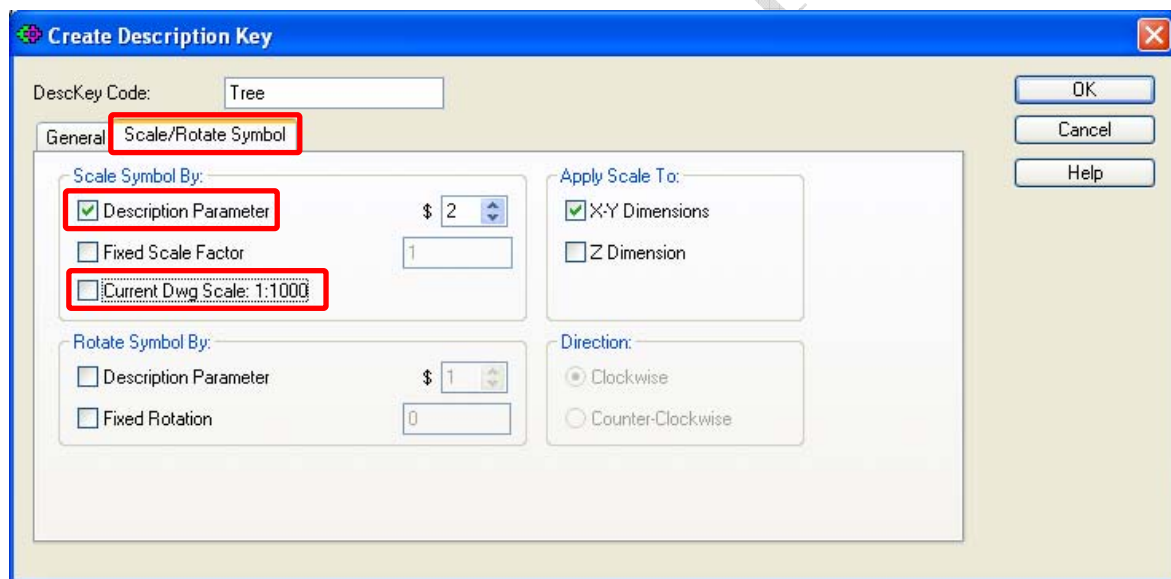 Create Description Key
DescKey Code: Tree
OK
General Scale/Rotate Symbol
Cancel
Help
Scale Symbol By:
Description Parameter $ 2
Fixed Scale Factor 1
Current Dwg Scale: 1:1000
Apply Scale To:
X-Y Dimensions
Z Dimension
Rotate Symbol By:
Description Parameter $ 1
Fixed Rotation 0
Direction:
Clockwise
Counter-Clockwise